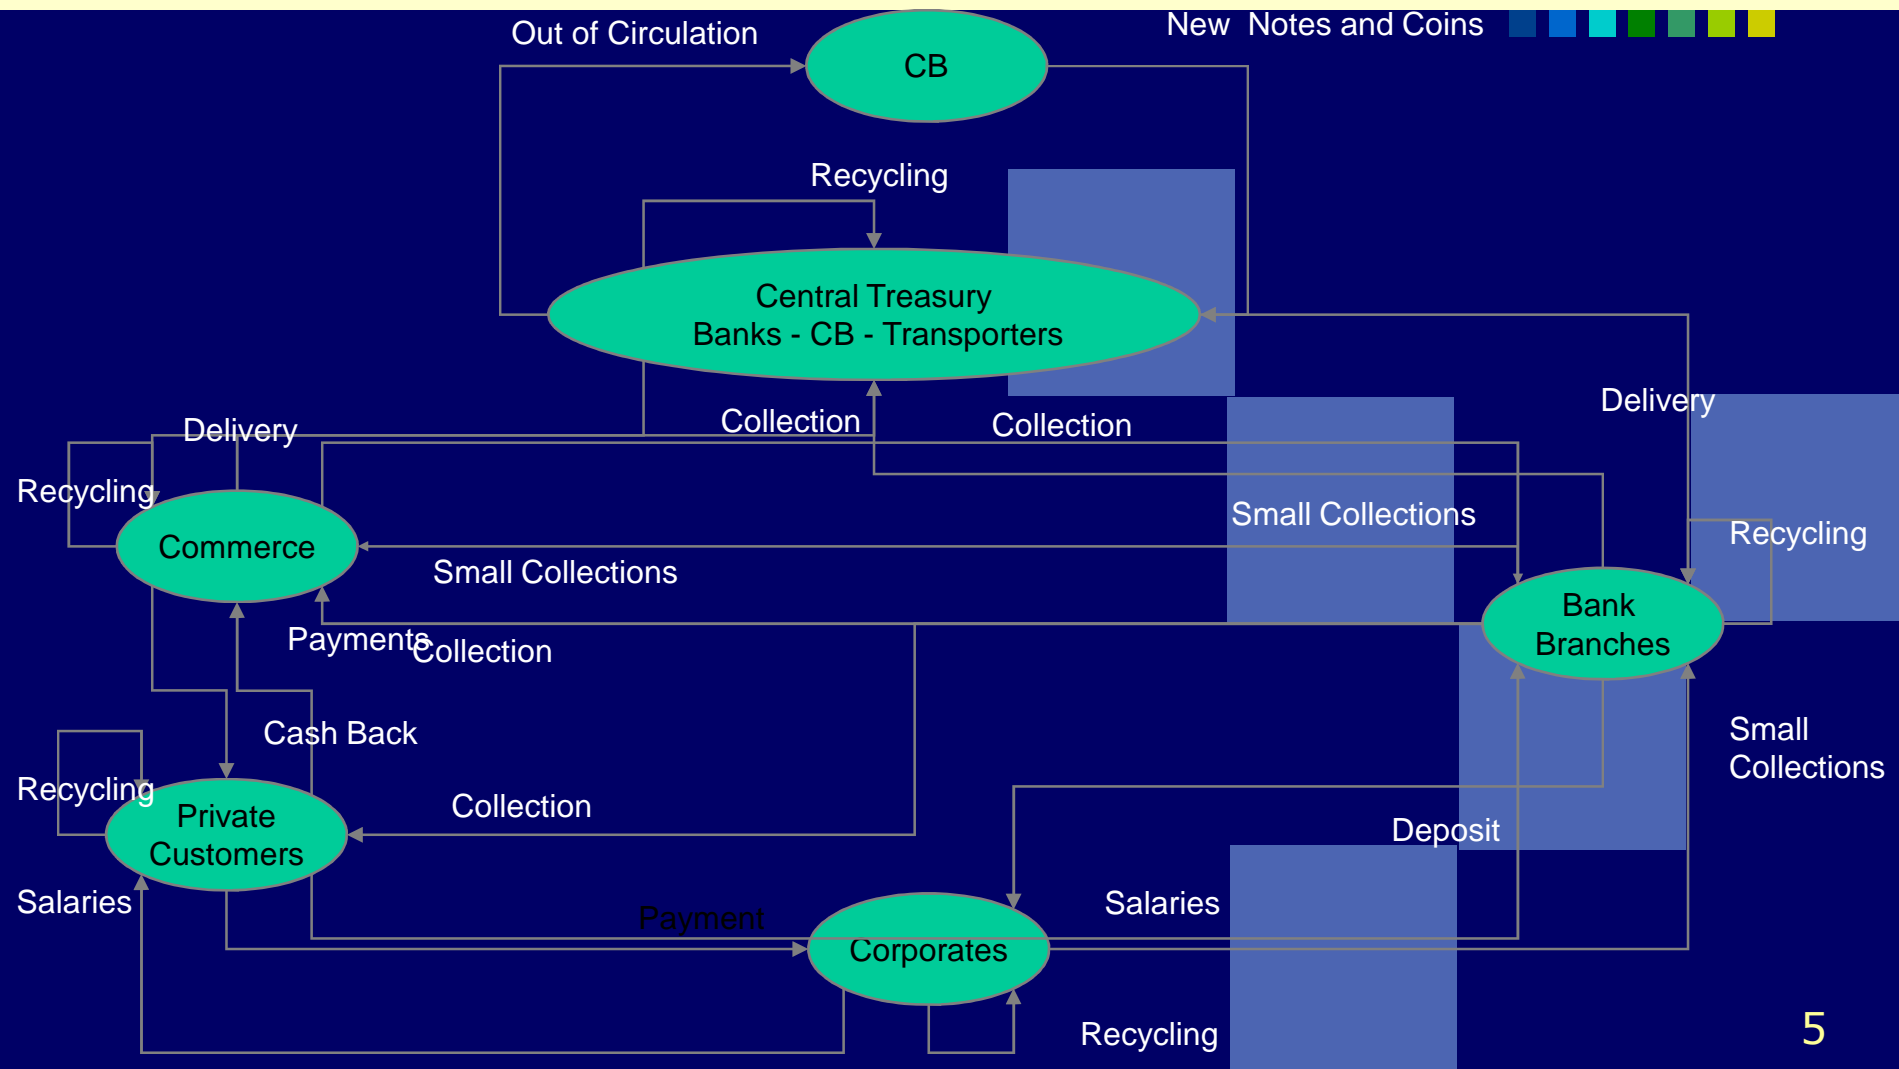 Out of Circulation
New Notes and Coins
CB
Recycling
Central Treasury
Banks - CB - Transporters
Delivery
Collection
Collection
Delivery
Recycling
Commerce
Small Collections
Recycling
Small Collections
Bank
Branches
Payments
Collection
Cash Back
Small
Collections
Recycling
Private
Customers
Collection
Deposit
Salaries
Payment
Salaries
Corporates
Recycling
5